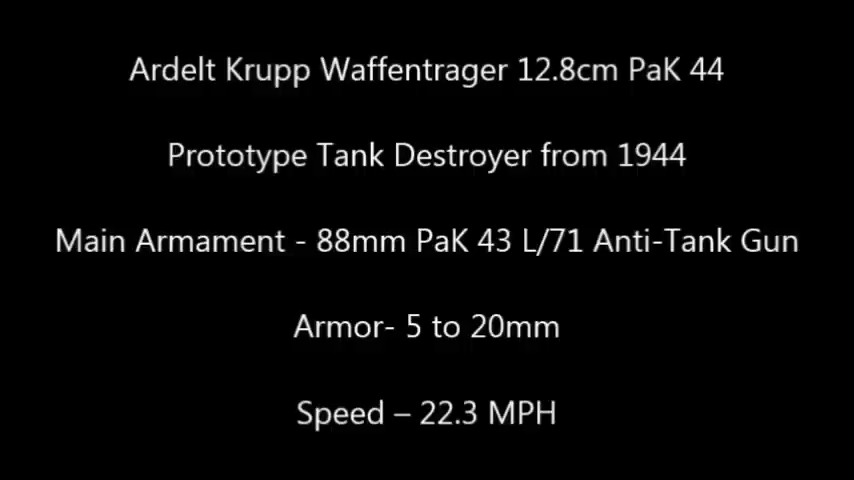 Ardelt Krupp Waffentrager 12.8cm PaK 44
Prototype Tank Destroyer from 1944
Main Armament - 88mm PaK 43 L/71 Anti-Tank Gun
Armor- 5 to 20mm
Speed – 22.3 MPH